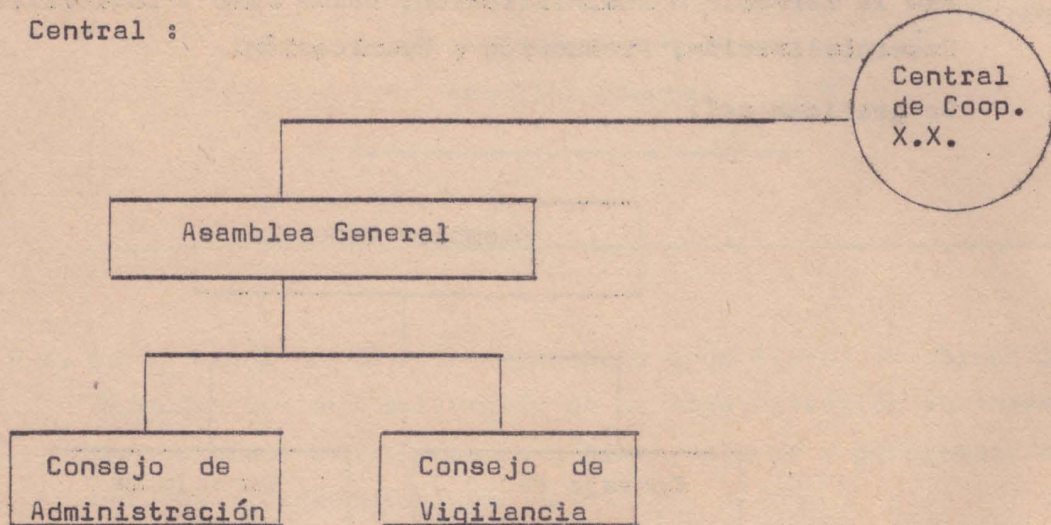 Central :
Central
de Coop.
X.X.
Asamblea General
Consejo de
Administración
Consejo de
Vigilancia